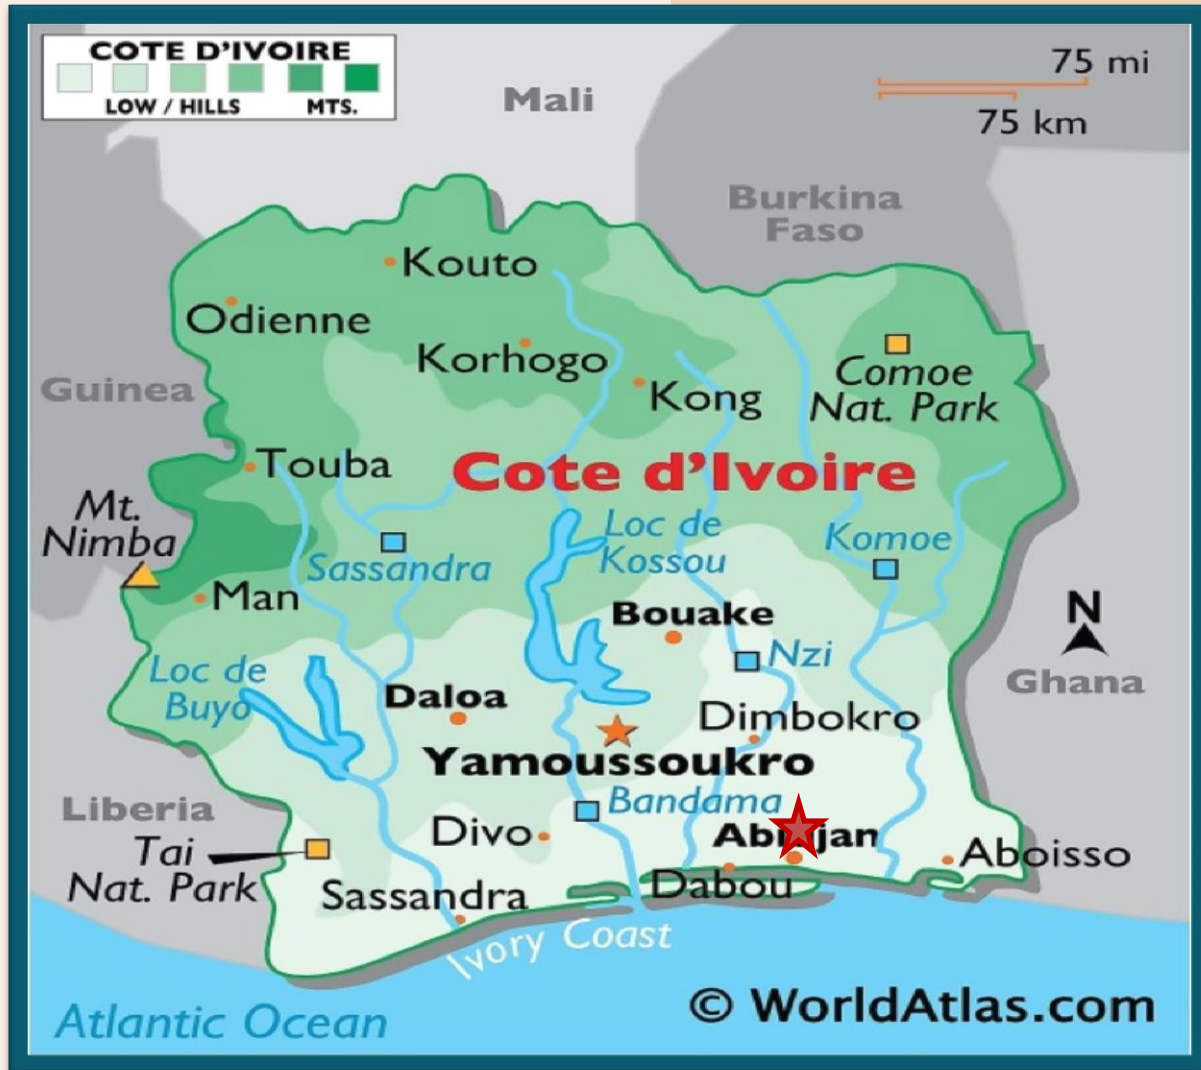 COTE D'IVOIRE
LOW / HILLS
MTS.
75 mi
75 km
Mali
Burkina
Faso
Kouto
Odienne
Korhogo
Comoe
Nat. Park
Guinea
Kong
Touba
Cote d'Ivoire
Mt.
Nimba
Loc de
Kossou
Komoe
Sassandra
Man
Bouake
N
Nzi
Loc de
Buyo
Ghana
Daloa
Dimbokro
Yamoussoukro
Liberia
Bandama
Divo
Abidjan
Tai
Nat. Park
Aboisso
Sassandra
Dabou
Ivory Coast
Atlantic Ocean
© WorldAtlas.com